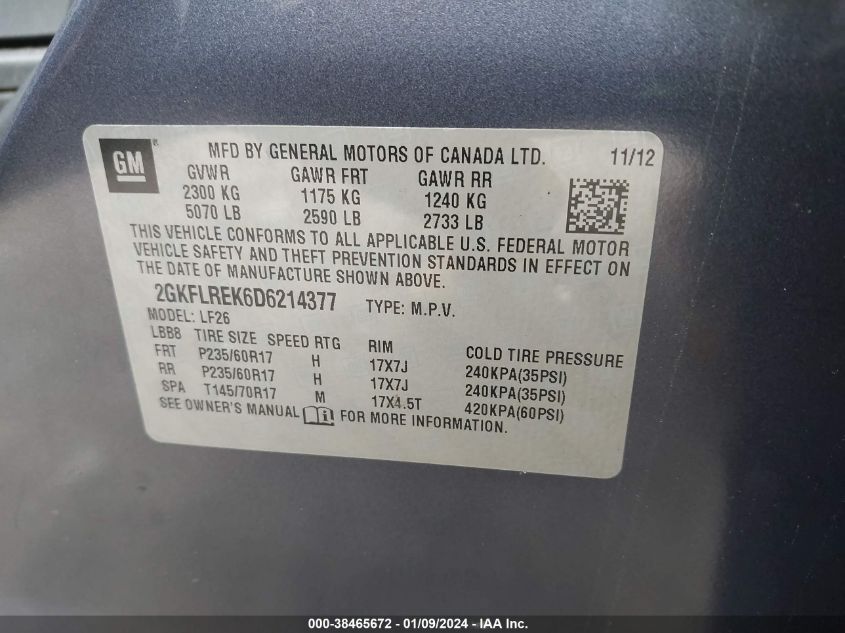 GM
MFD BY GENERAL MOTORS OF CANADA LTD. 11/12
GVWR GAWR FRT GAWR RR
2300 KG 1175 KG 1240 KG
5070 LB 2590 LB 2733 LB
THIS VEHICLE CONFORMS TO ALL APPLICABLE U.S. FEDERAL MOTOR
VEHICLE SAFETY AND THEFT PREVENTION STANDARDS IN EFFECT ON
THE DATE OF MANUFACTURE SHOWN ABOVE.
2GKFLREK6D6214377 TYPE: M.P.V.
MODEL: LF26
LBB8 TIRE SIZE SPEED RTG RIM COLD TIRE PRESSURE
FRT P235/60R17 H 17X7J 240KPA(35PSI)
RR P235/60R17 H 17X7J 240KPA(35PSI)
SPA T145/70R17 M 17X4.5T 420KPA(60PSI)
SEE OWNER'S MANUAL FOR MORE INFORMATION.
000-38465672 - 01/09/2024 - IAA Inc.